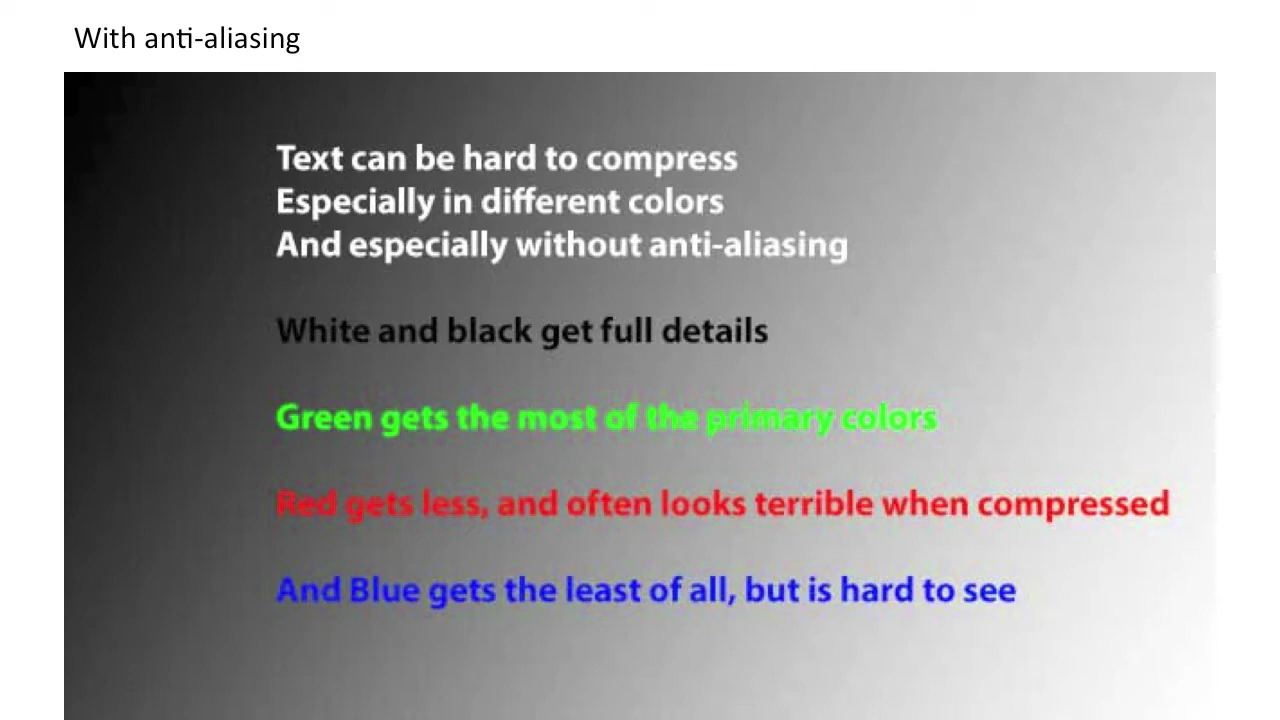 With anti-aliasing
Text can be hard to compress
Especially in different colors
And especially without anti-aliasing
White and black get full details
Green gets the most of the primary colors
Red gets less, and often looks terrible when compressed
And Blue gets the least of all, but is hard to see